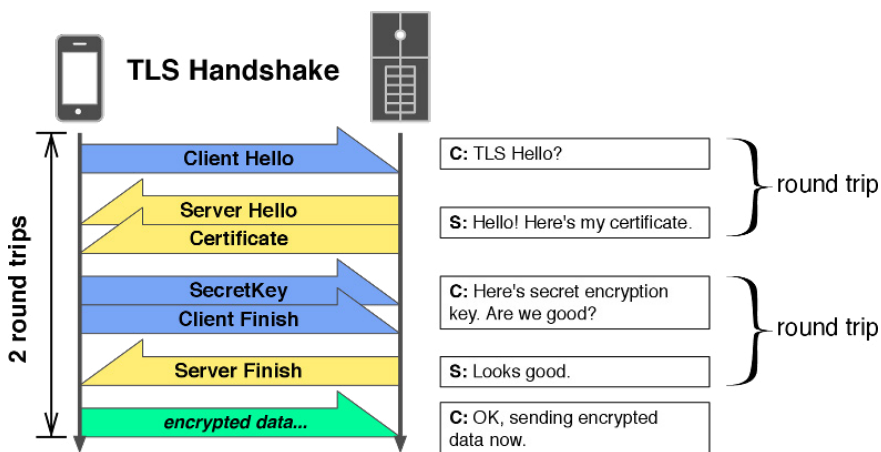 TLS Handshake
2 round trips
Client Hello
C: TLS Hello?
round trip
Server Hello
Certificate
S: Hello! Here's my certificate.
SecretKey
Client Finish
C: Here's secret encryption
key. Are we good?
round trip
Server Finish
S: Looks good.
encrypted data...
C: OK, sending encrypted
data now.